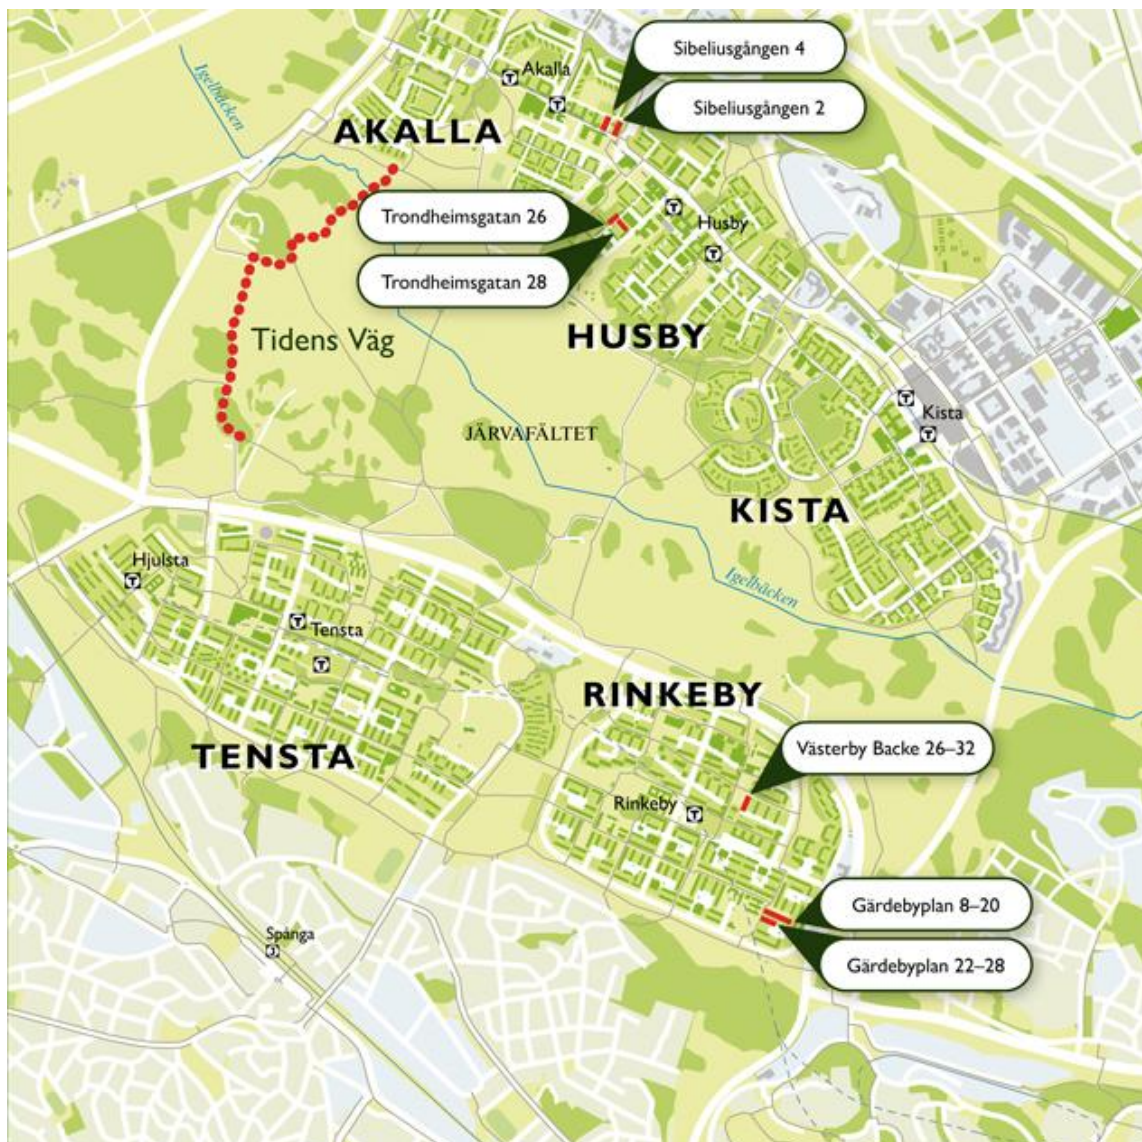 Sibeliusgången 4
Igelbäcken
Akalla
Sibeliusgången 2
AKALLA
Trondheimsgatan 26
Husby
Trondheimsgatan 28
Tidens Väg
HUSBY
Kista
JÄRVAFÄLTET
KISTA
Hjulsta
Igelbäcken
Tensta
RINKEBY
TENSTA
Västerby Backe 26–32
Rinkeby
Gärdebyplan 8–20
Spånga
Gärdebyplan 22–28
T
T
T
T
T
T
T
T
T
T
J